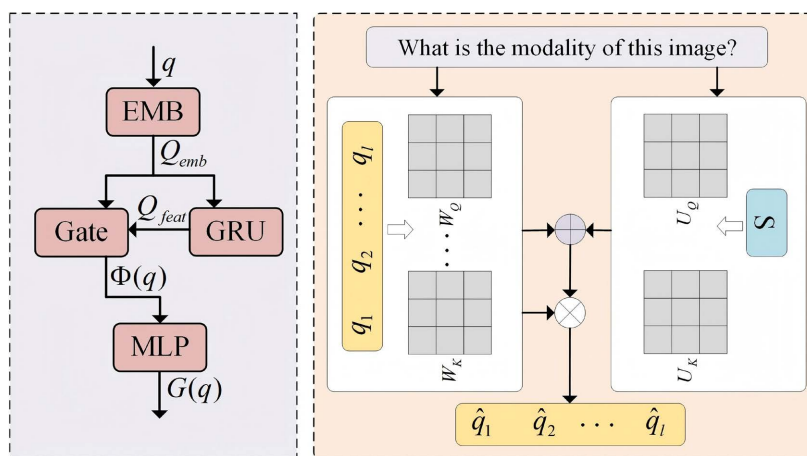 q
EMB
Q_emb
Q_feat
Gate
GRU
Φ(q)
MLP
G(q)
What is the modality of this image?
q_1 q_2 · · · · q_l
W_Q
· · ·
W_K
U_Q
U_K
S
q̂_1 q̂_2 · · · q̂_l